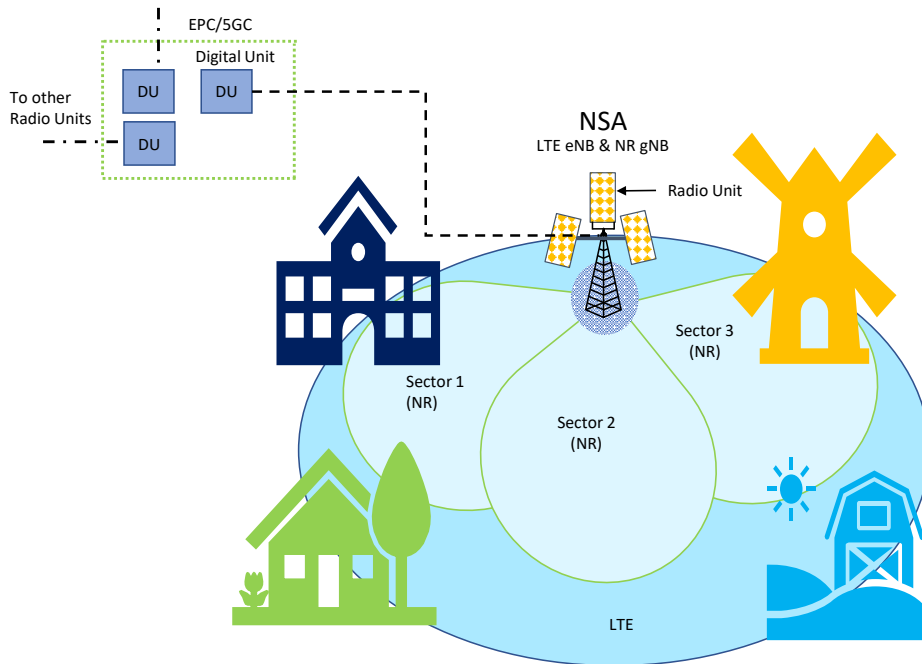 EPC/5GC
Digital Unit
DU
DU
DU
To other
Radio Units
NSA
LTE eNB & NR gNB
Radio Unit
Sector 1
(NR)
Sector 2
(NR)
Sector 3
(NR)
LTE